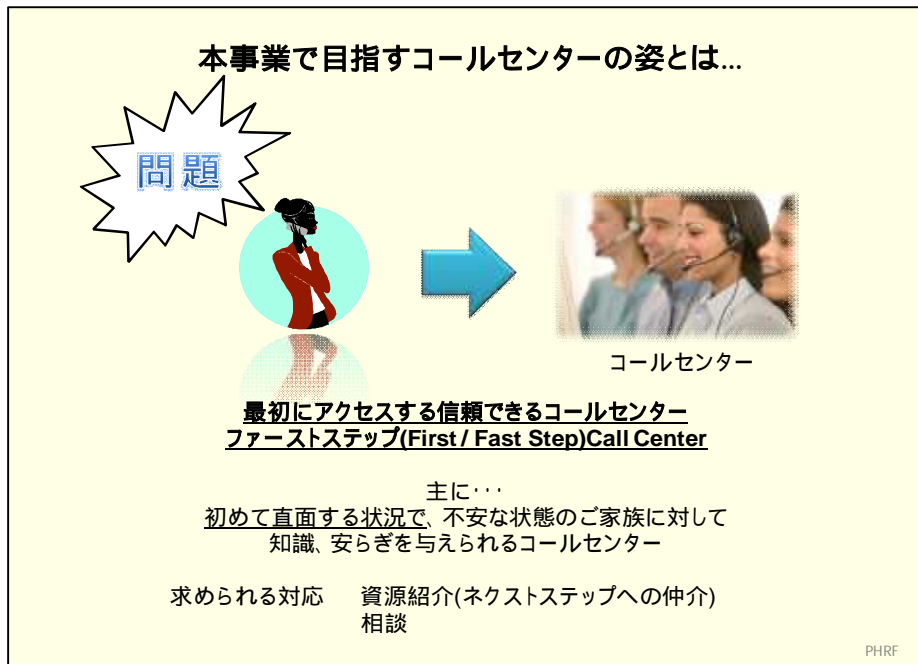 本事業で目指すコールセンターの姿とは...
問題
コールセンター
最初にアクセスする信頼できるコールセンター
ファーストステップ(First / Fast Step)Call Center
主に･･･
初めて直面する状況で、不安な状態のご家族に対して
知識、安らぎを与えられるコールセンター
求められる対応 資源紹介(ネクストステップへの仲介)
相談
PHRF